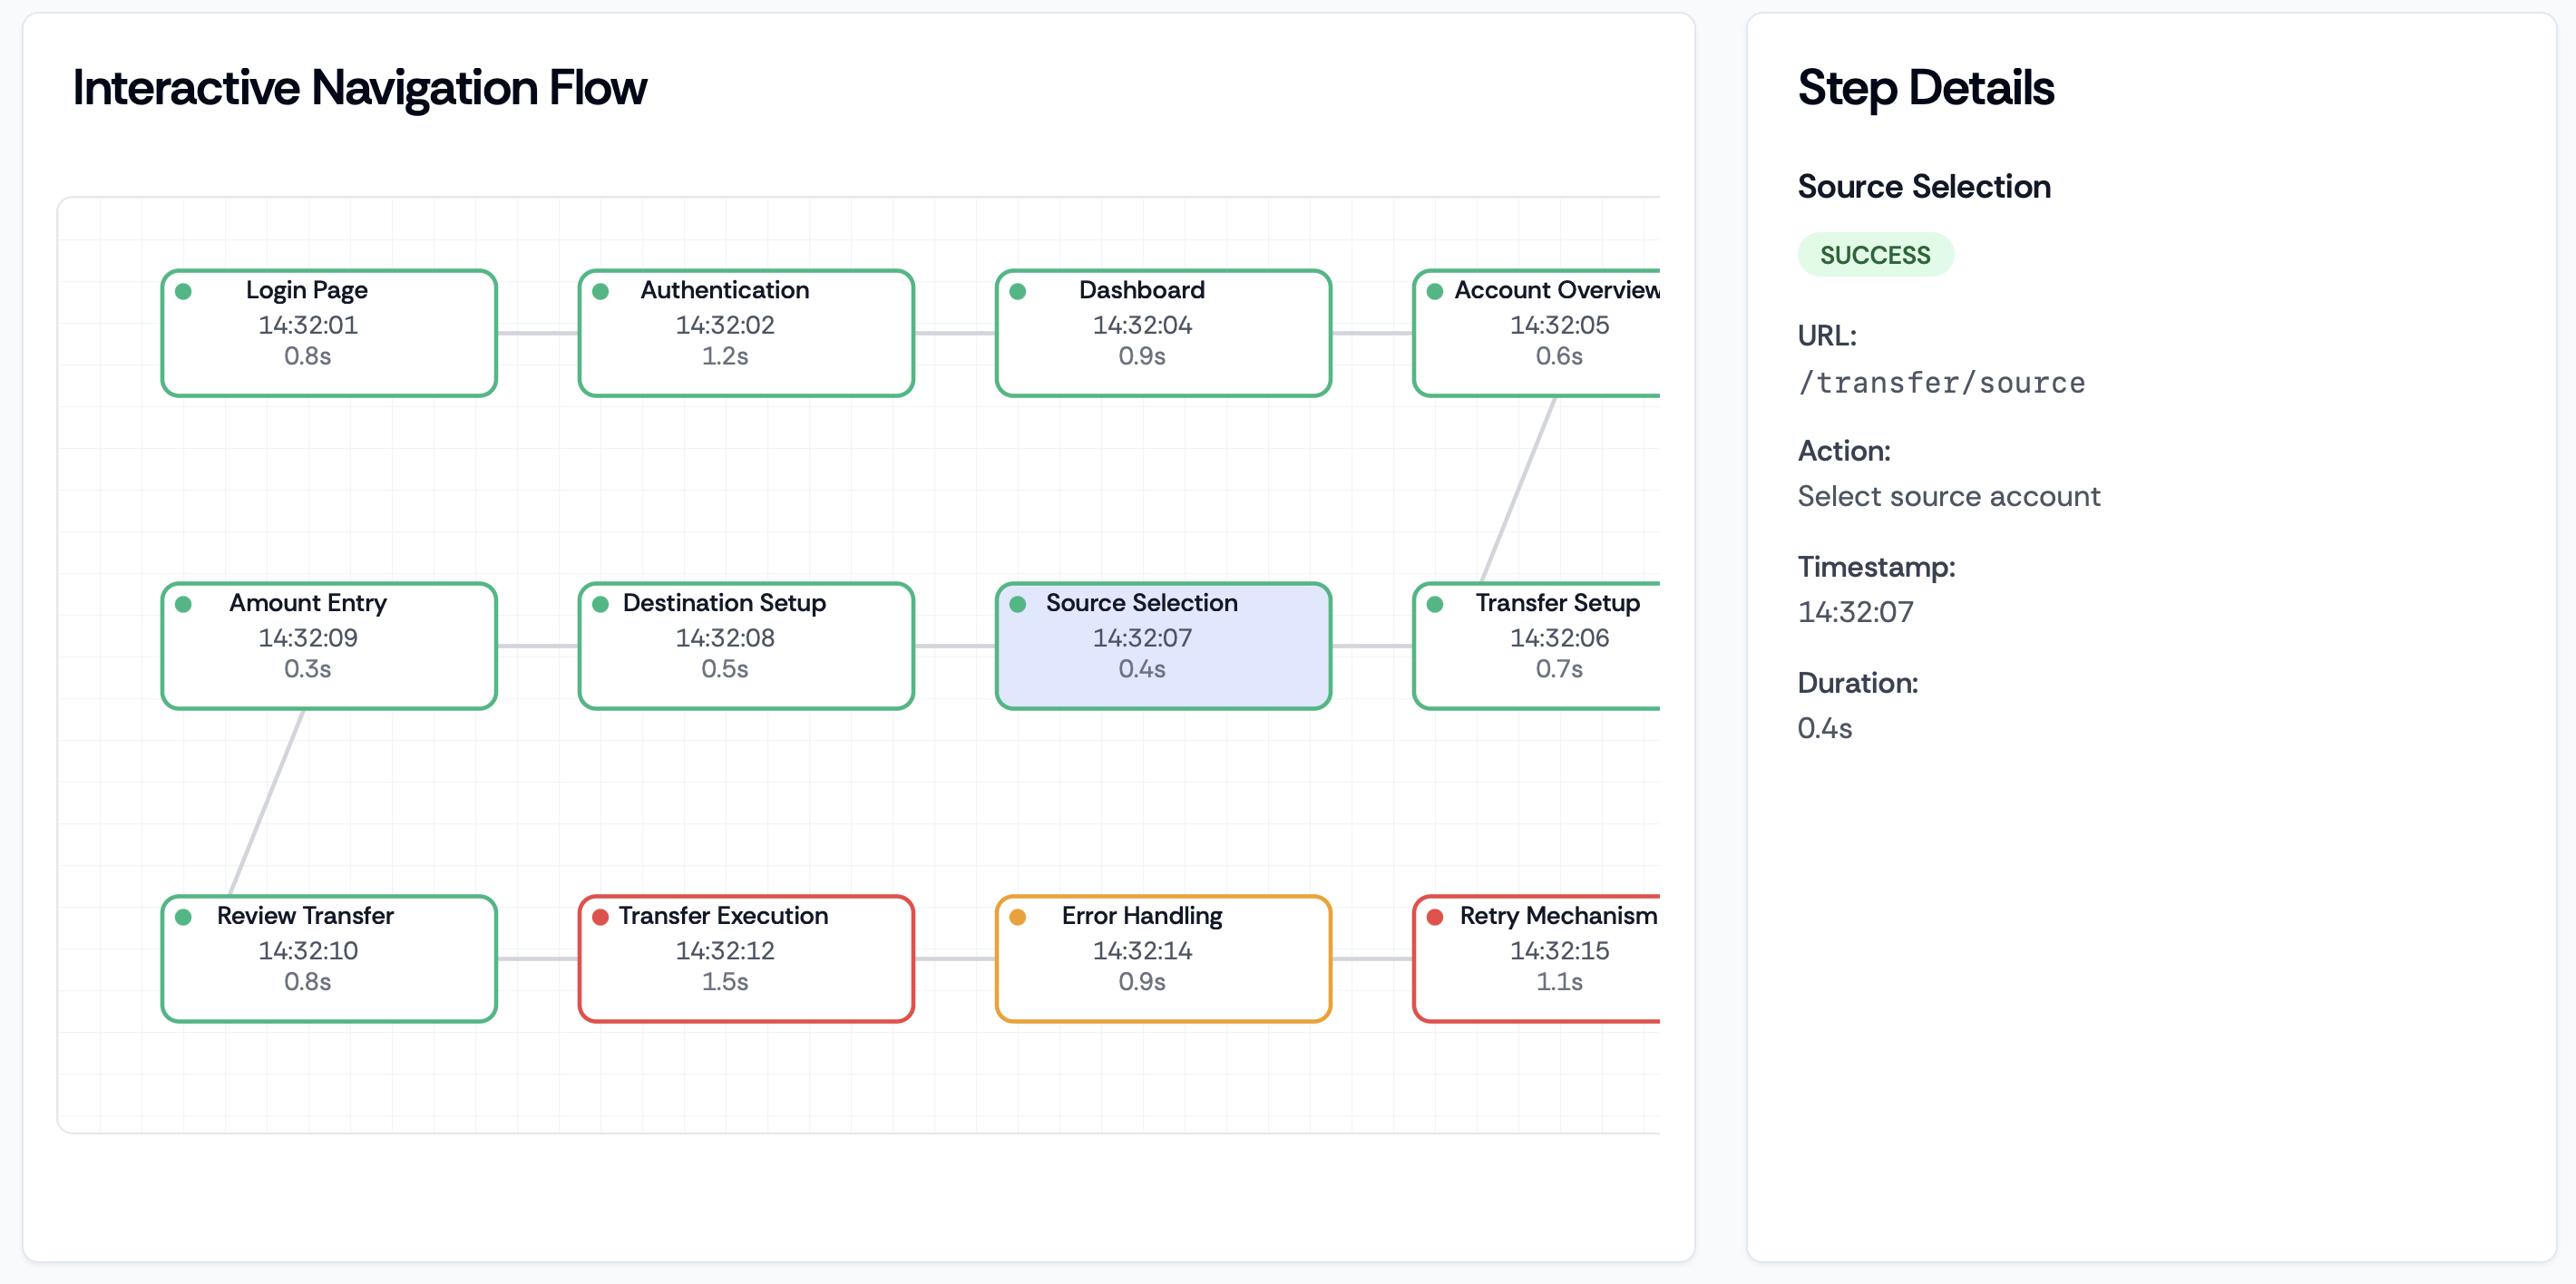 Interactive Navigation Flow
Login Page
14:32:01
0.8s
Authentication
14:32:02
1.2s
Dashboard
14:32:04
0.9s
Account Overview
14:32:05
0.6s
Amount Entry
14:32:09
0.3s
Destination Setup
14:32:08
0.5s
Source Selection
14:32:07
0.4s
Transfer Setup
14:32:06
0.7s
Review Transfer
14:32:10
0.8s
Transfer Execution
14:32:12
1.5s
Error Handling
14:32:14
0.9s
Retry Mechanism
14:32:15
1.1s
Step Details
Source Selection
SUCCESS
URL:
/transfer/source
Action:
Select source account
Timestamp:
14:32:07
Duration:
0.4s